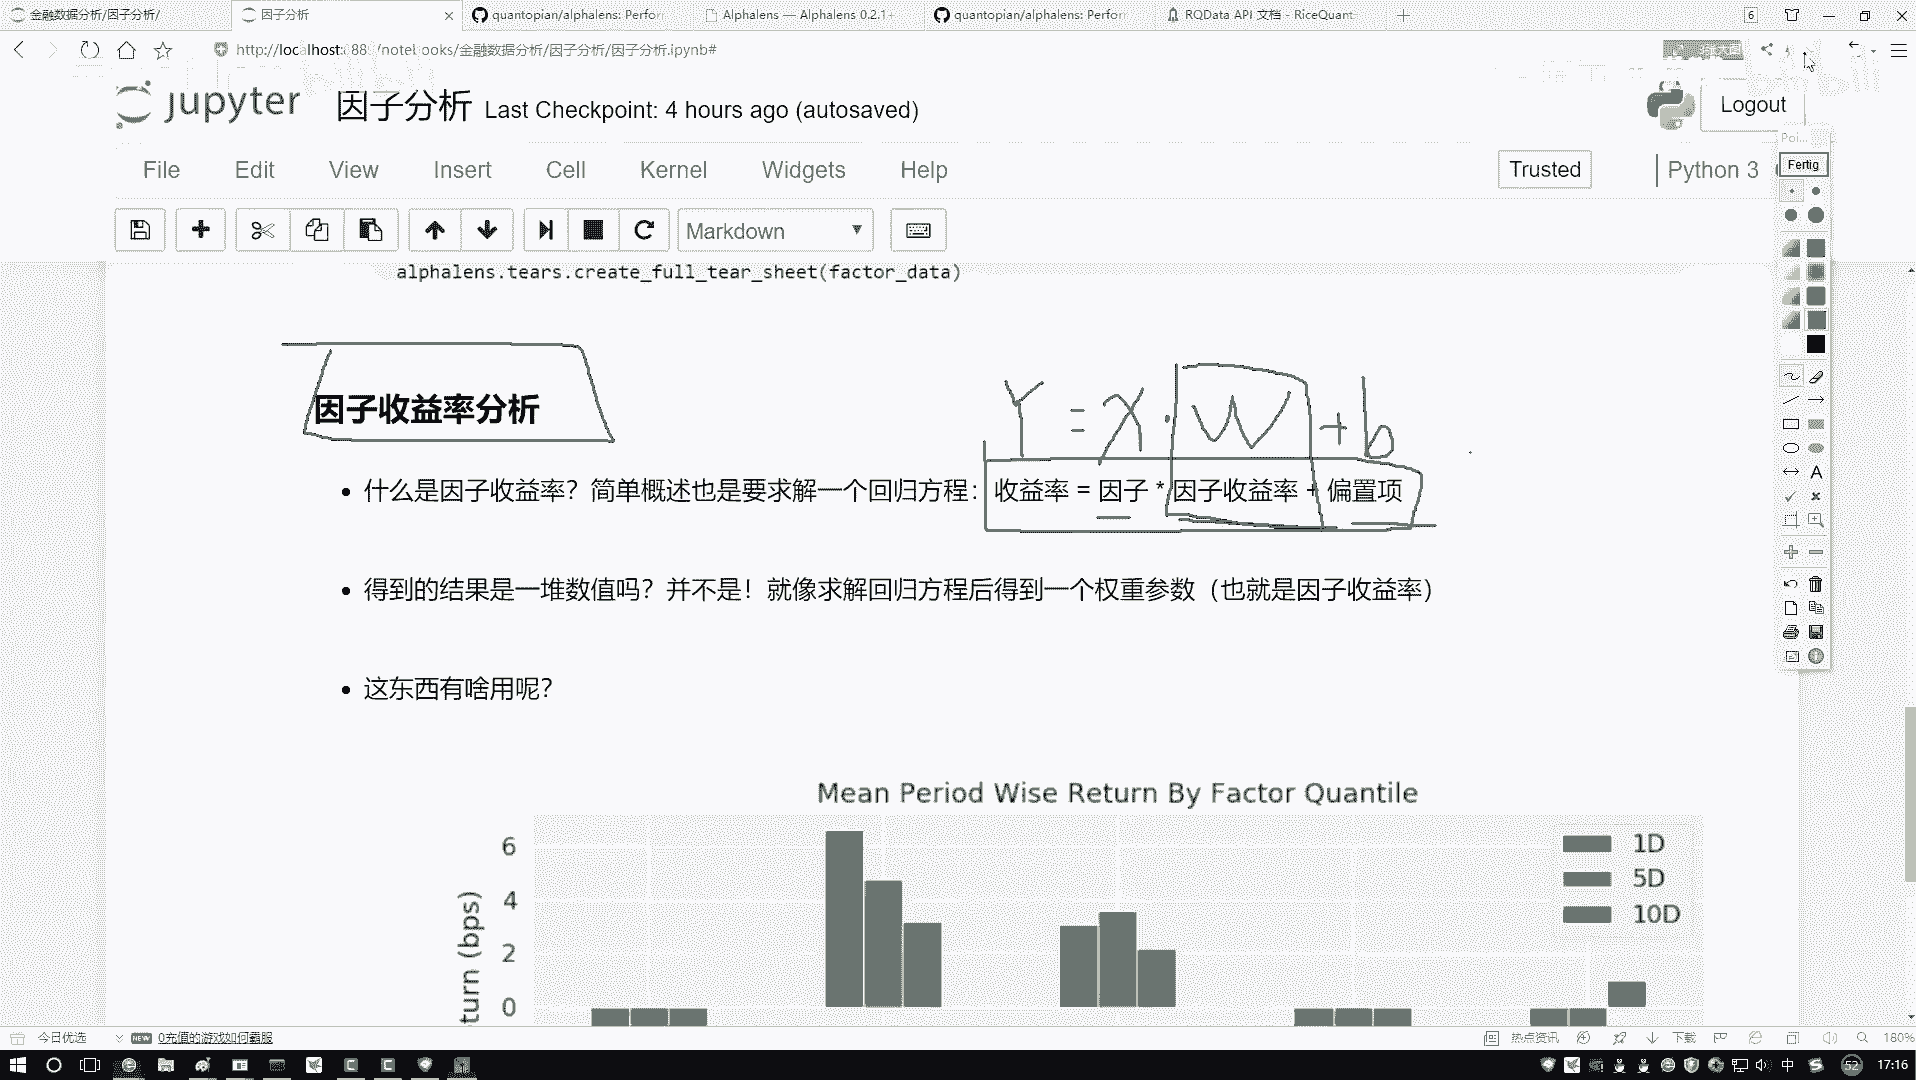 金融数据分析/因子分析/
因子分析
quantopian/alphalens: Perfor
Alphalens — Alphalens 0.2.1+
quantopian/alphalens: Perfor
RQData API 文档 - RiceQuant
6
/notebooks/金融数据分析/因子分析/因子分析.ipynb#
jupyter 因子分析 Last Checkpoint: 4 hours ago (autosaved)
Logout
File Edit View Insert Cell Kernel Widgets Help
Trusted
Python 3
Fertig
Markdown
alphalens.tears.create_full_tear_sheet(factor_data)
因子收益率分析
Y = X · W + b
什么是因子收益率？简单概述也是要求解一个回归方程：收益率 = 因子 * 因子收益率 + 偏置项
得到的结果是一堆数值吗？并不是！就像求解回归方程后得到一个权重参数（也就是因子收益率）
这东西有啥用呢？
Mean Period Wise Return By Factor Quantile
1D
5D
10D
6
4
2
0
turn (bps)
今日优选
NEW
0充值的游戏如何霸服
热点资讯
下载
180%
中
52
17:16